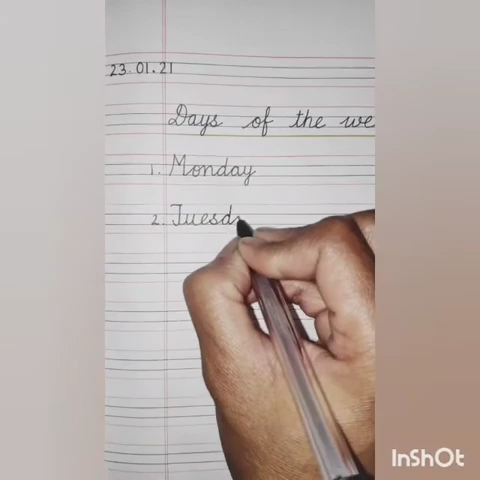 23.01.21
Days of the we
1. Monday
2. Tuesd
InShOt